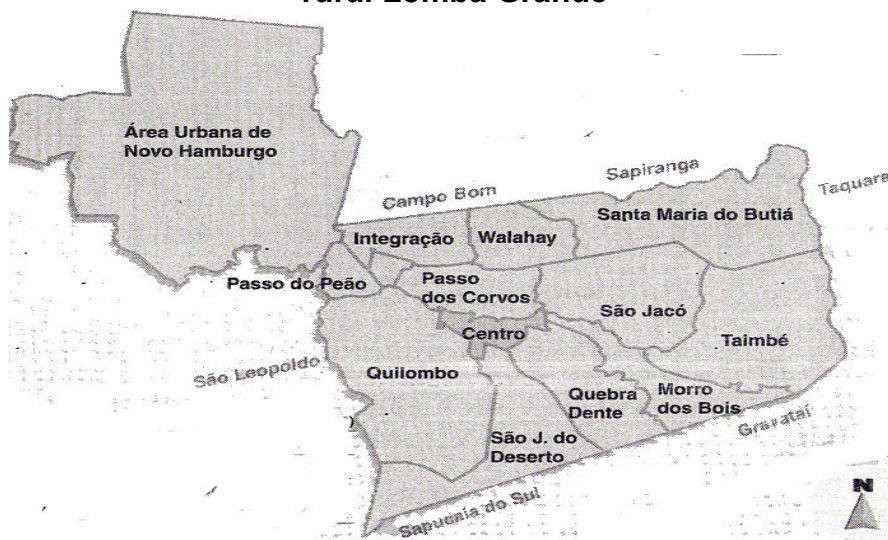 rural Lomba Grande
Área Urbana de
Novo Hamburgo
Campo Bom
Sapiranga
Taquara
Santa Maria do Butiá
Integração
Walahay
Passo do Peão
Passo
dos Corvos
São Jacó
Centro
Taimbé
São Leopoldo
Quilombo
Quebra
Dente
Morro
dos Bois
São J. do
Deserto
Gravataí
Sapucaia do Sul
N